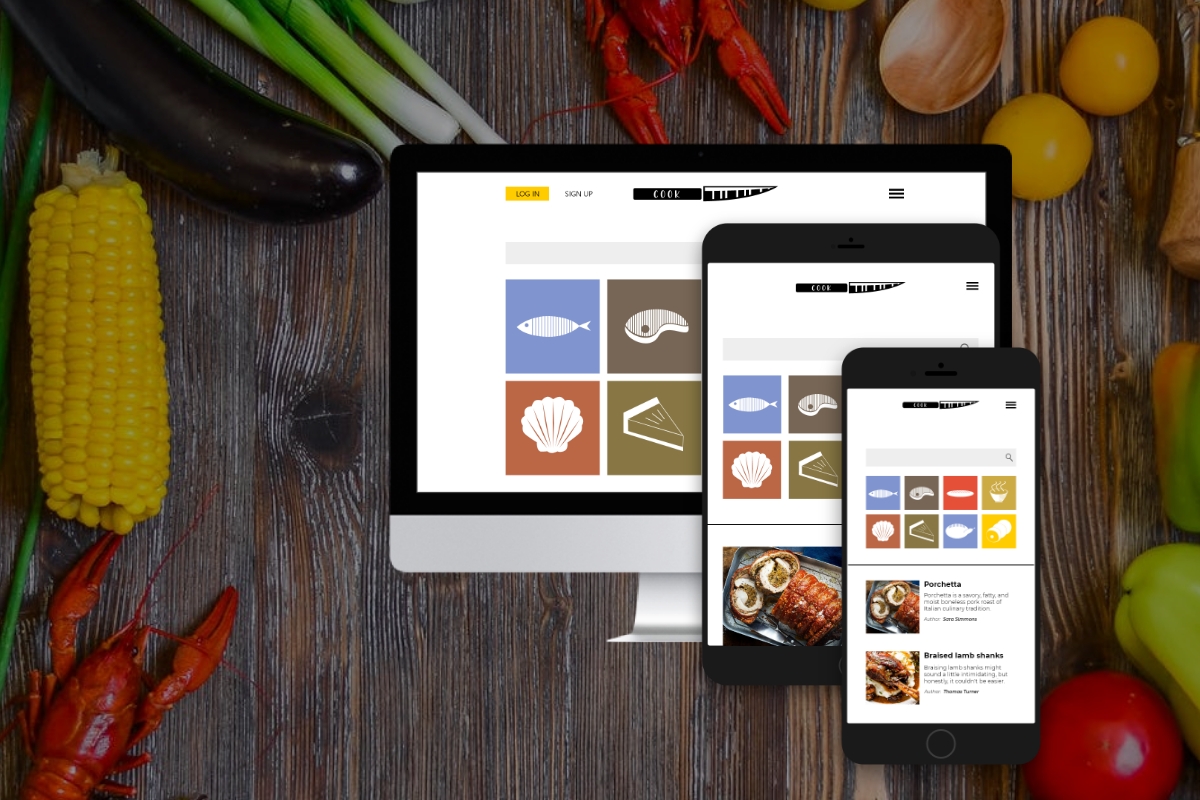 LOG IN
SIGN UP
COOK
COOK
COOK
Porchetta
Porchetta is a savory, fatty, and
moist boneless pork roast of
Italian culinary tradition.
Author: Sara Simmons
Braised lamb shanks
Braising lamb shanks might
sound a little intimidating, but
honestly, it couldn't be easier.
Author: Thomas Turner